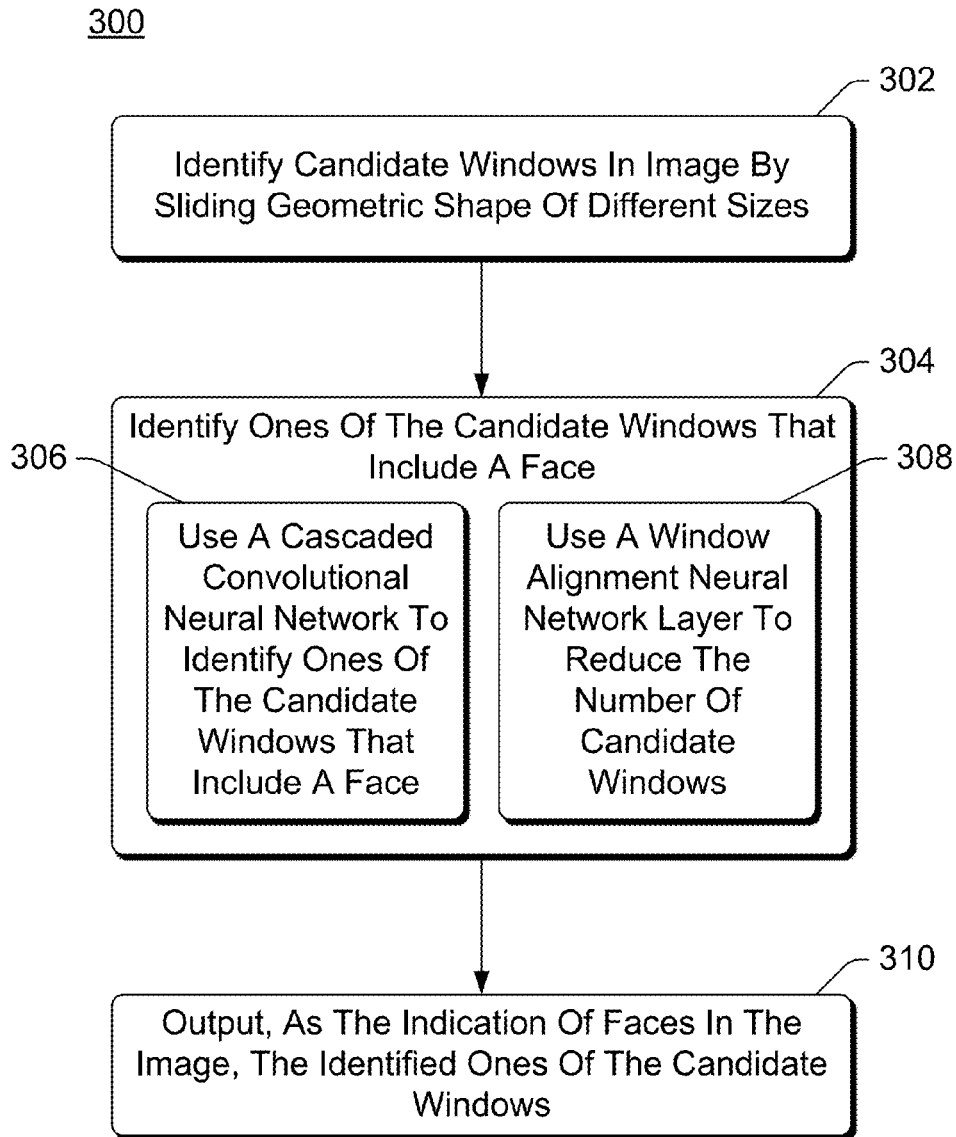 300
302
Identify Candidate Windows In Image By
Sliding Geometric Shape Of Different Sizes
304
Identify Ones Of The Candidate Windows That
Include A Face
306
308
Use A Cascaded
Convolutional
Neural Network To
Identify Ones Of
The Candidate
Windows That
Include A Face
Use A Window
Alignment Neural
Network Layer To
Reduce The
Number Of
Candidate
Windows
310
Output, As The Indication Of Faces In The
Image, The Identified Ones Of The Candidate
Windows